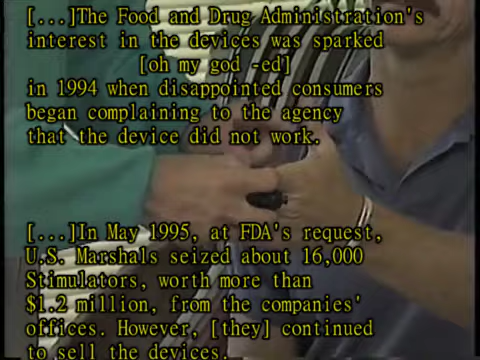 [...]The Food and Drug Administration's
interest in the devices was sparked
[oh my god -ed]
in 1994 when disappointed consumers
began complaining to the agency
that the device did not work.
[...]In May 1995, at FDA's request,
U.S. Marshals seized about 16,000
Stimulators, worth more than
$1.2 million, from the companies'
offices. However, [they] continued
to sell the devices.